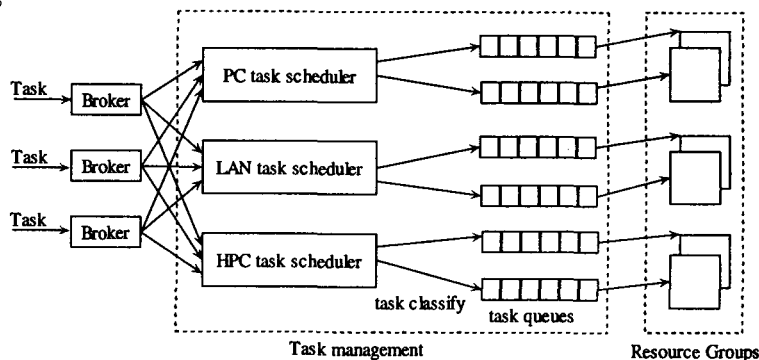 PC task scheduler
Task
Broker
Task
Broker
LAN task scheduler
Task
Broker
HPC task scheduler
task classify
task queues
Task management
Resource Groups